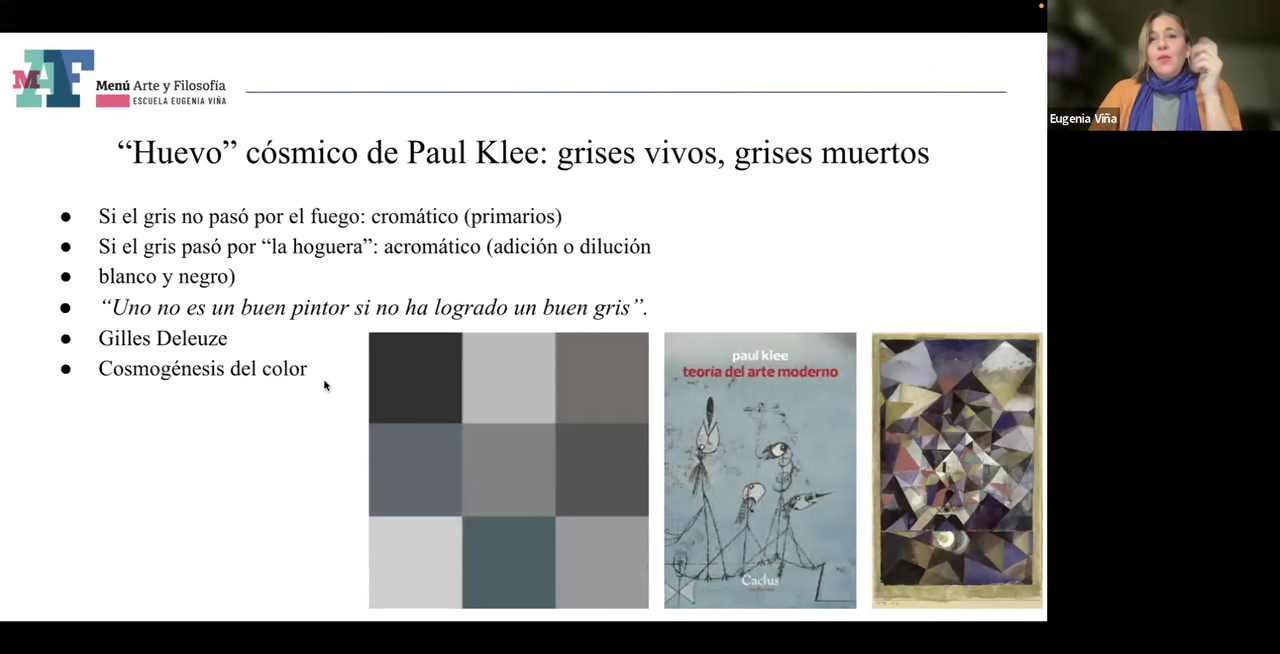 MAF
Menú Arte y Filosofía
ESCUELA EUGENIA VIÑA
Eugenia Viña
“Huevo” cósmico de Paul Klee: grises vivos, grises muertos
● Si el gris no pasó por el fuego: cromático (primarios)
● Si el gris pasó por “la hoguera”: acromático (adición o dilución
● blanco y negro)
● “Uno no es un buen pintor si no ha logrado un buen gris”.
● Gilles Deleuze
● Cosmogénesis del color
paul klee
teoría del arte moderno
Cactus